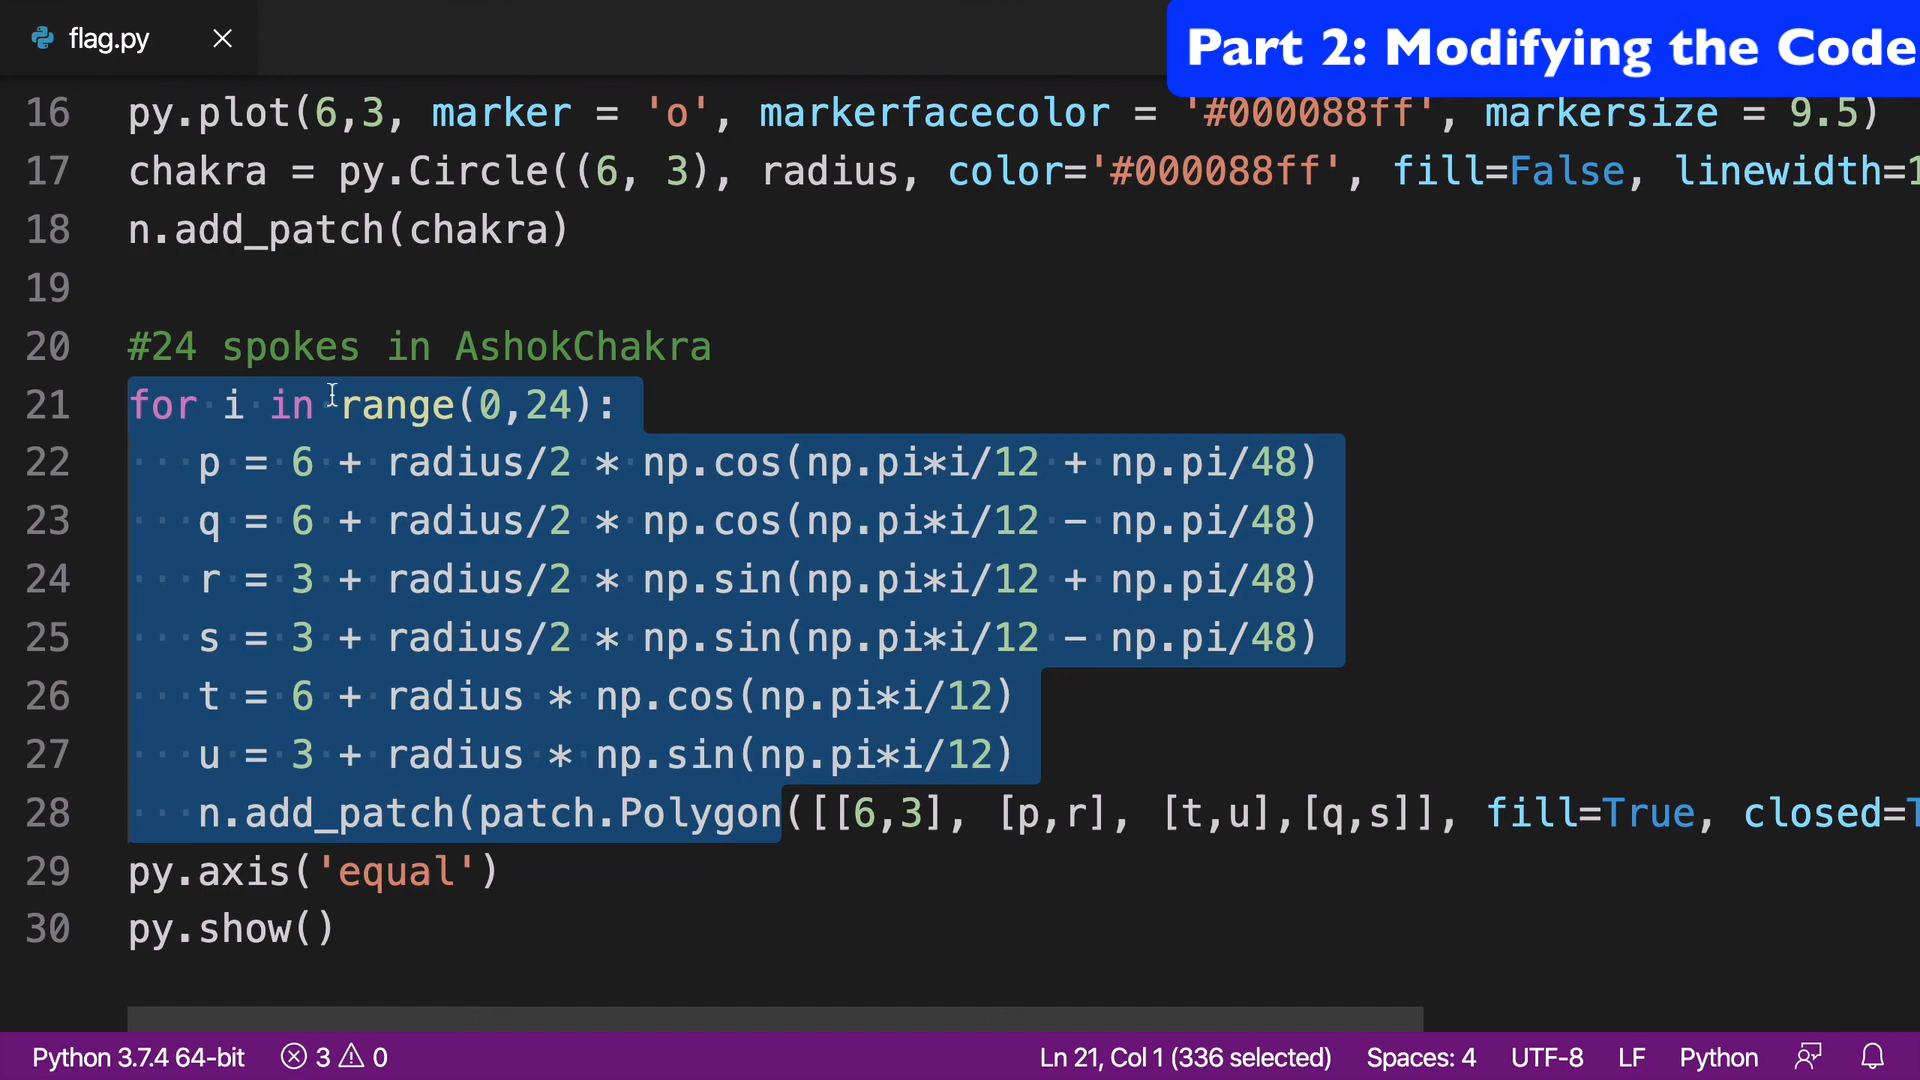 flag.py
Part 2: Modifying the Code
16 py.plot(6,3, marker = 'o', markerfacecolor = '#000088ff', markersize = 9.5)
17 chakra = py.Circle((6, 3), radius, color='#000088ff', fill=False, linewidth=1
18 n.add_patch(chakra)
19
20 #24 spokes in AshokChakra
21 for i in range(0,24):
22 p = 6 + radius/2 * np.cos(np.pi*i/12 + np.pi/48)
23 q = 6 + radius/2 * np.cos(np.pi*i/12 - np.pi/48)
24 r = 3 + radius/2 * np.sin(np.pi*i/12 + np.pi/48)
25 s = 3 + radius/2 * np.sin(np.pi*i/12 - np.pi/48)
26 t = 6 + radius * np.cos(np.pi*i/12)
27 u = 3 + radius * np.sin(np.pi*i/12)
28 n.add_patch(patch.Polygon([[6,3], [p,r], [t,u],[q,s]], fill=True, closed=T
29 py.axis('equal')
30 py.show()
Python 3.7.4 64-bit 3 0 Ln 21, Col 1 (336 selected) Spaces: 4 UTF-8 LF Python